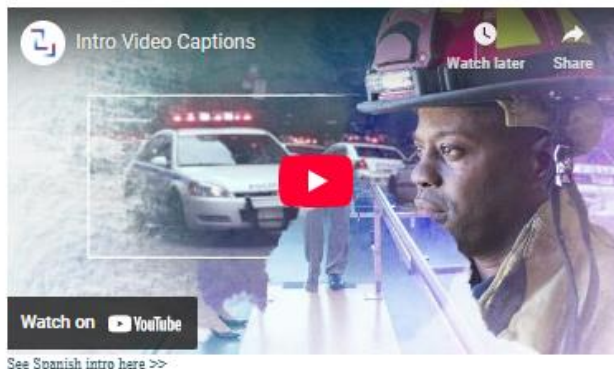 Intro Video Captions
Watch later
Share
Watch on YouTube
See Spanish intro here >>